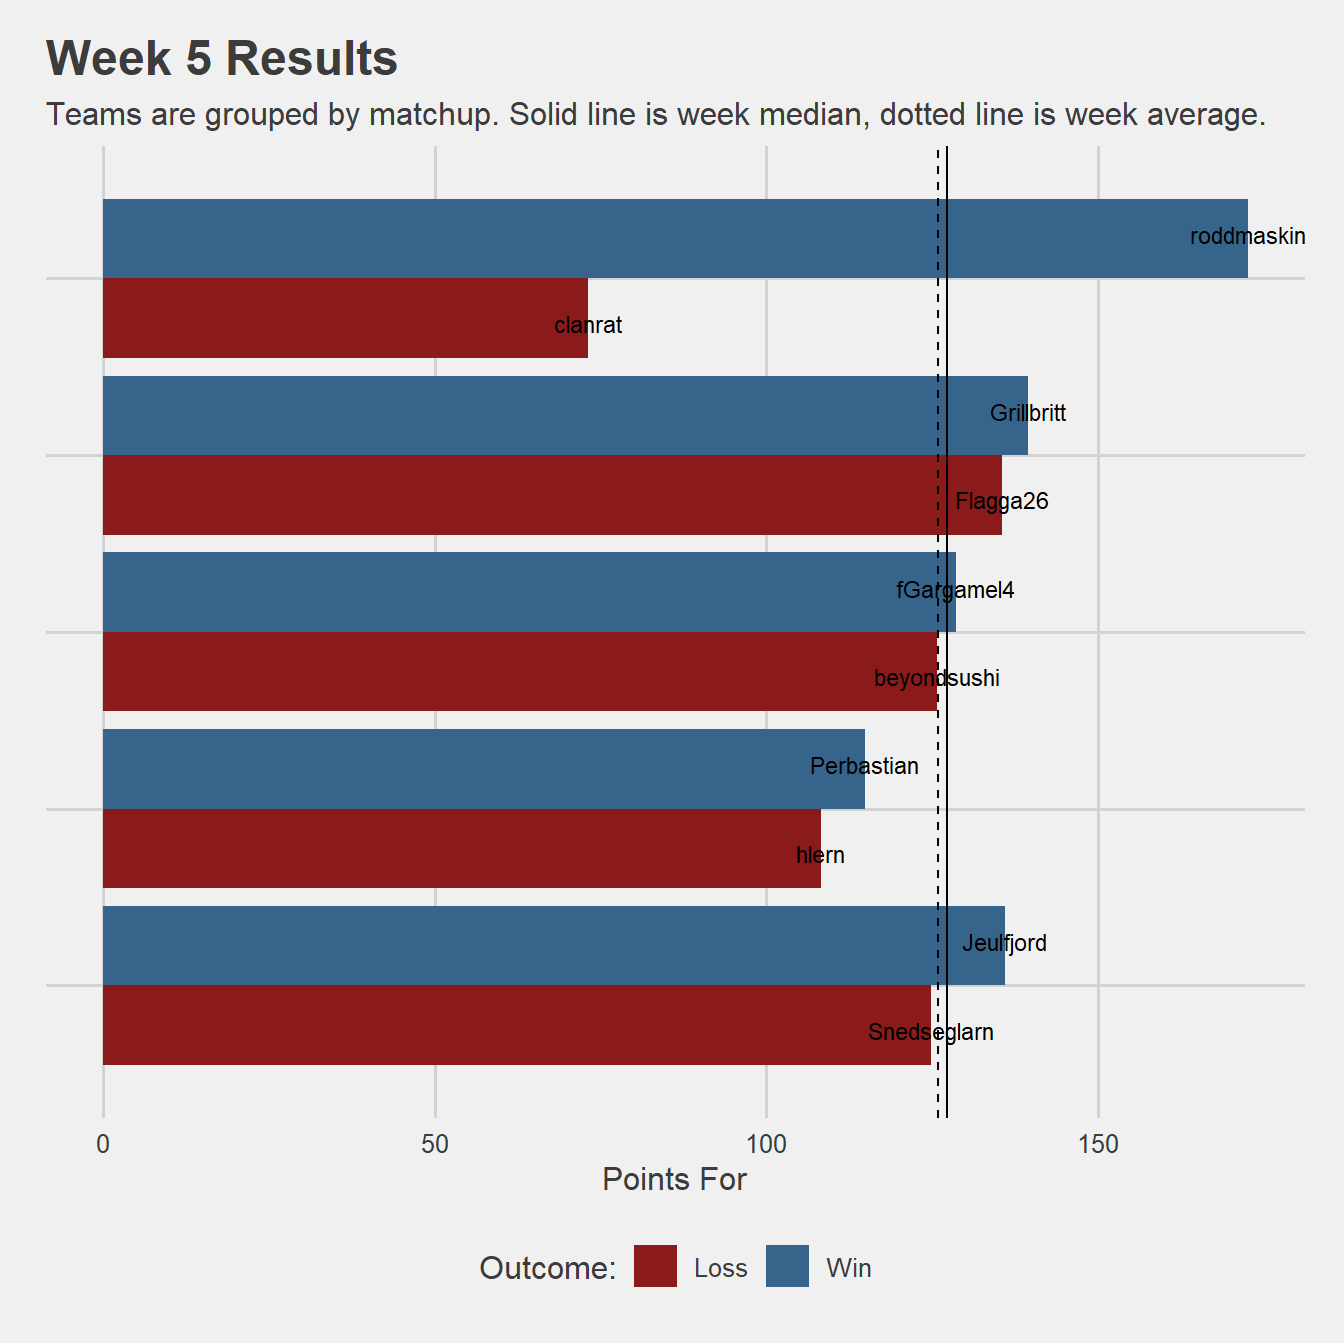 Week 5 Results
Teams are grouped by matchup. Solid line is week median, dotted line is week average.
roddmaskin
clanrat
Grillbritt
Flagga26
fGargamel4
beyondsushi
Perbastian
hlern
Jeulfjord
Snedseglarn
0 50 100 150
Points For
Outcome: Loss Win